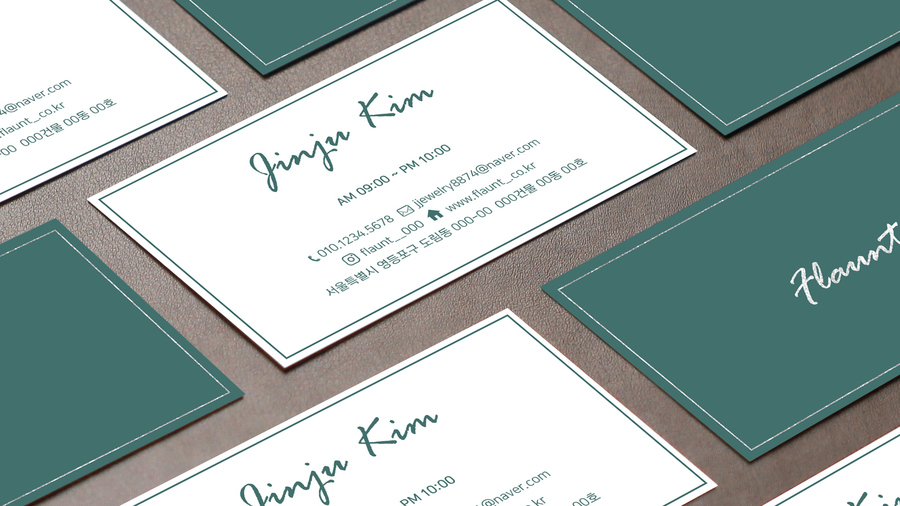 4@naver.com
flaunt_co.kr
00 000건물 00동 00호
Jinju Kim
AM 09:00 ~ PM 10:00
010.1234.5678 jjewelry8874@naver.com
flaunt__000 www.flaunt_co.kr
서울특별시 영등포구 도림동 000-00 000건물 00동 00호
Flaunt
Jinju Kim
PM 10:00
4@naver.com
o.kr
00호